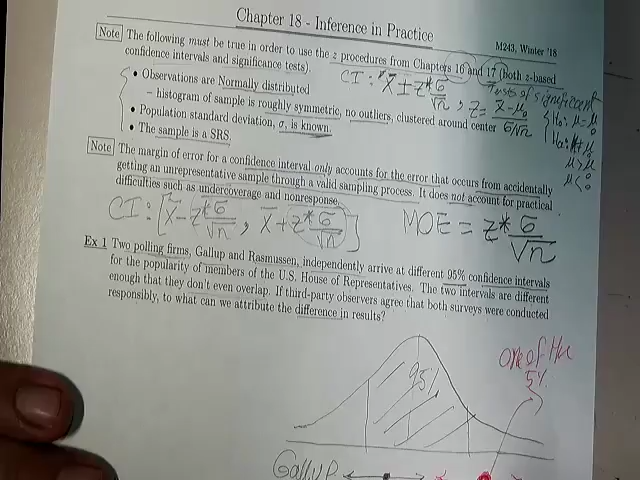 Chapter 18 - Inference in Practice
M243, Winter '18
Note The following must be true in order to use the z procedures from Chapters 16 and 17 (both z-based
confidence intervals and significance tests).
CI: x̄ ± z* σ/√n , z = x̄ - μ₀ / σ/√n
Tests of significant
H₀: μ = μ₀
Ha: μ ≠ μ₀
μ > μ₀
μ < μ₀
• Observations are Normally distributed
– histogram of sample is roughly symmetric, no outliers, clustered around center
• Population standard deviation, σ, is known.
• The sample is a SRS.
Note The margin of error for a confidence interval only accounts for the error that occurs from accidentally
getting an unrepresentative sample through a valid sampling process. It does not account for practical
difficulties such as undercoverage and nonresponse.
CI: [x̄ - z* σ/√n , x̄ + z* σ/√n]
MOE = z* σ/√n
Ex 1 Two polling firms, Gallup and Rasmussen, independently arrive at different 95% confidence intervals
for the popularity of members of the U.S. House of Representatives. The two intervals are different
enough that they don't even overlap. If third-party observers agree that both surveys were conducted
responsibly, to what can we attribute the difference in results?
95%
one of the
5%
Gallup